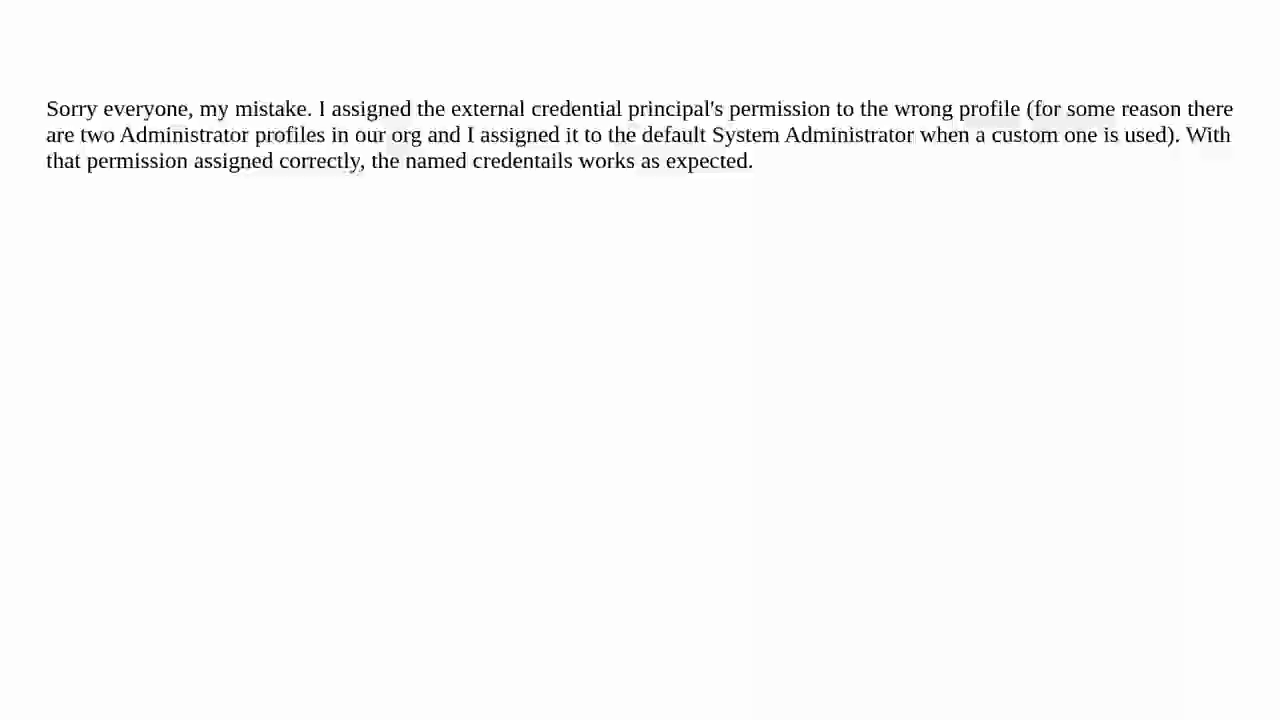 Sorry everyone, my mistake. I assigned the external credential principal's permission to the wrong profile (for some reason there
are two Administrator profiles in our org and I assigned it to the default System Administrator when a custom one is used). With
that permission assigned correctly, the named credentails works as expected.